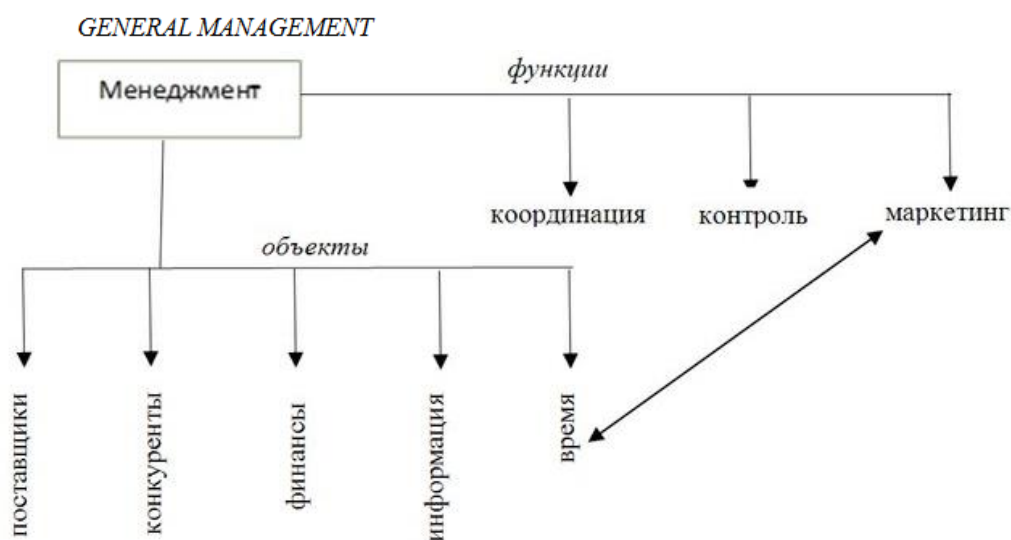 GENERAL MANAGEMENT
Менеджмент
функции
координация
контроль
маркетинг
объекты
поставщики
конкуренты
финансы
информация
время